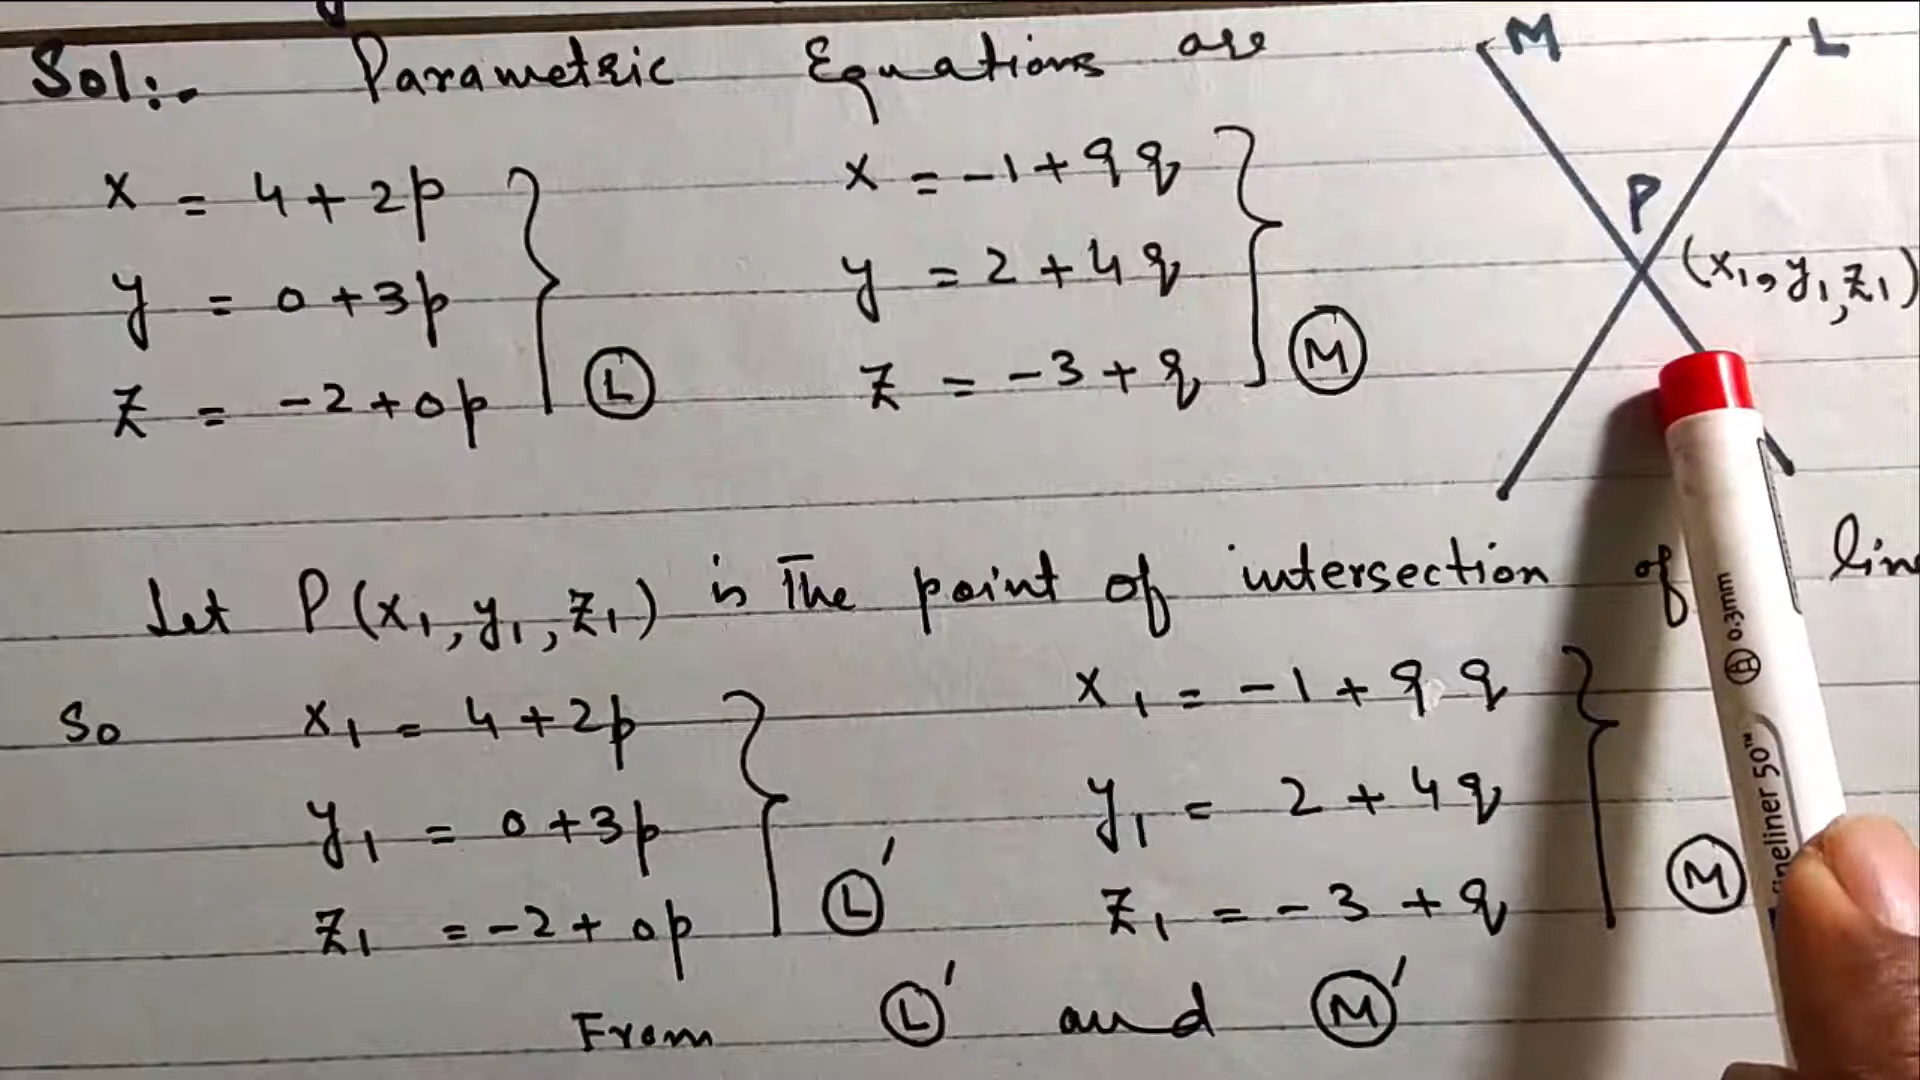 Sol:- Parametric Equations are
M L
x = 4 + 2p
x = -1 + 9q
P
y = 0 + 3p
y = 2 + 4q
(x₁, y₁, z₁)
z = -2 + 0p
L
z = -3 + q
M
Let P(x₁, y₁, z₁) is The point of intersection of
So x₁ = 4 + 2p
x₁ = -1 + 9q
y₁ = 0 + 3p
y₁ = 2 + 4q
z₁ = -2 + 0p
L'
z₁ = -3 + q
M
From L' and M'
0.3mm
fineliner 50™